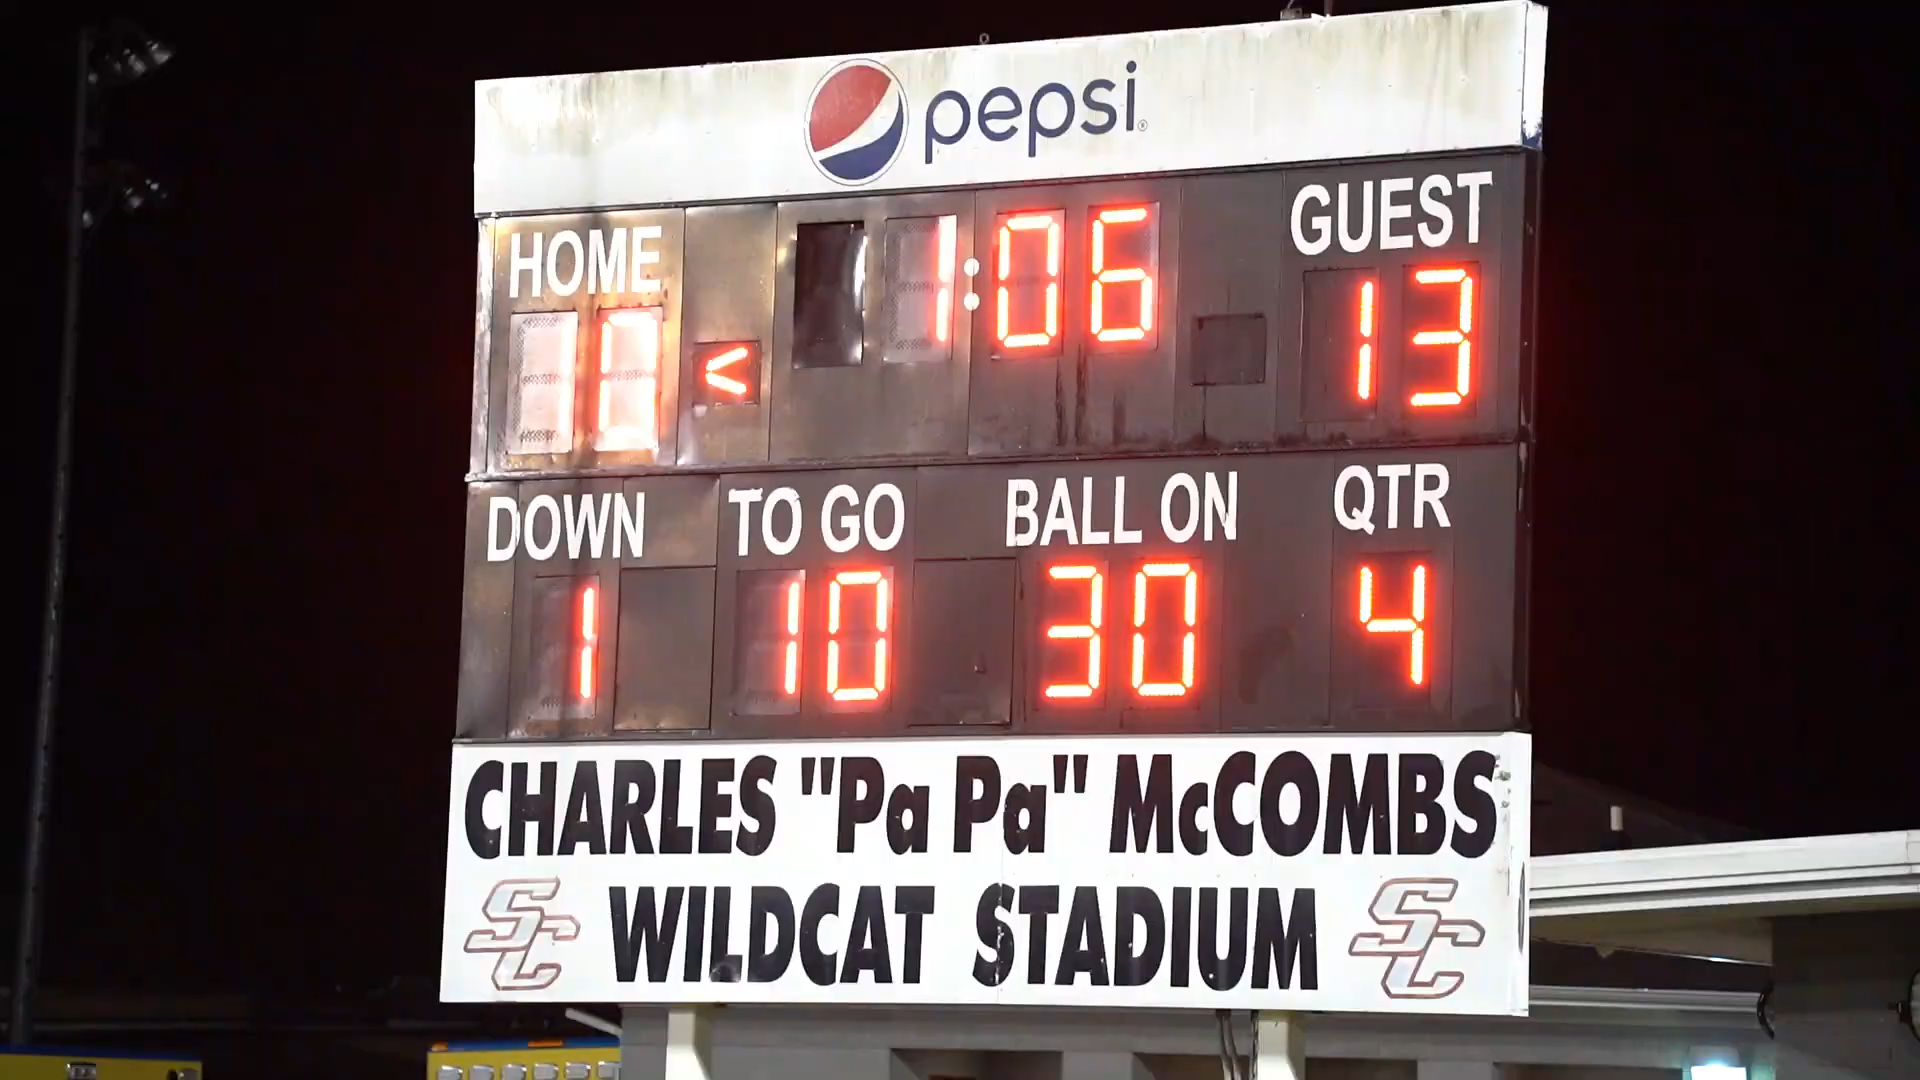 pepsi
HOME
1:06
GUEST
10
<
13
DOWN TO GO BALL ON QTR
1 10 30 4
CHARLES "Pa Pa" McCOMBS
SC WILDCAT STADIUM SC